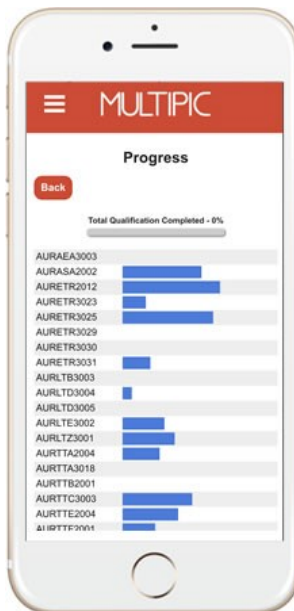 MULTIPIC
Progress
Back
Total Qualification Completed - 0%
AURAEA3003
AURASA2002
AURETR2012
AURETR3023
AURETR3025
AURETR3029
AURETR3030
AURETR3031
AURLTB3003
AURLTD3004
AURLTD3005
AURLTE3002
AURLTZ3001
AURTTA2004
AURTTA3018
AURTTB2001
AURTTC3003
AURTTE2004
AURTTF2001